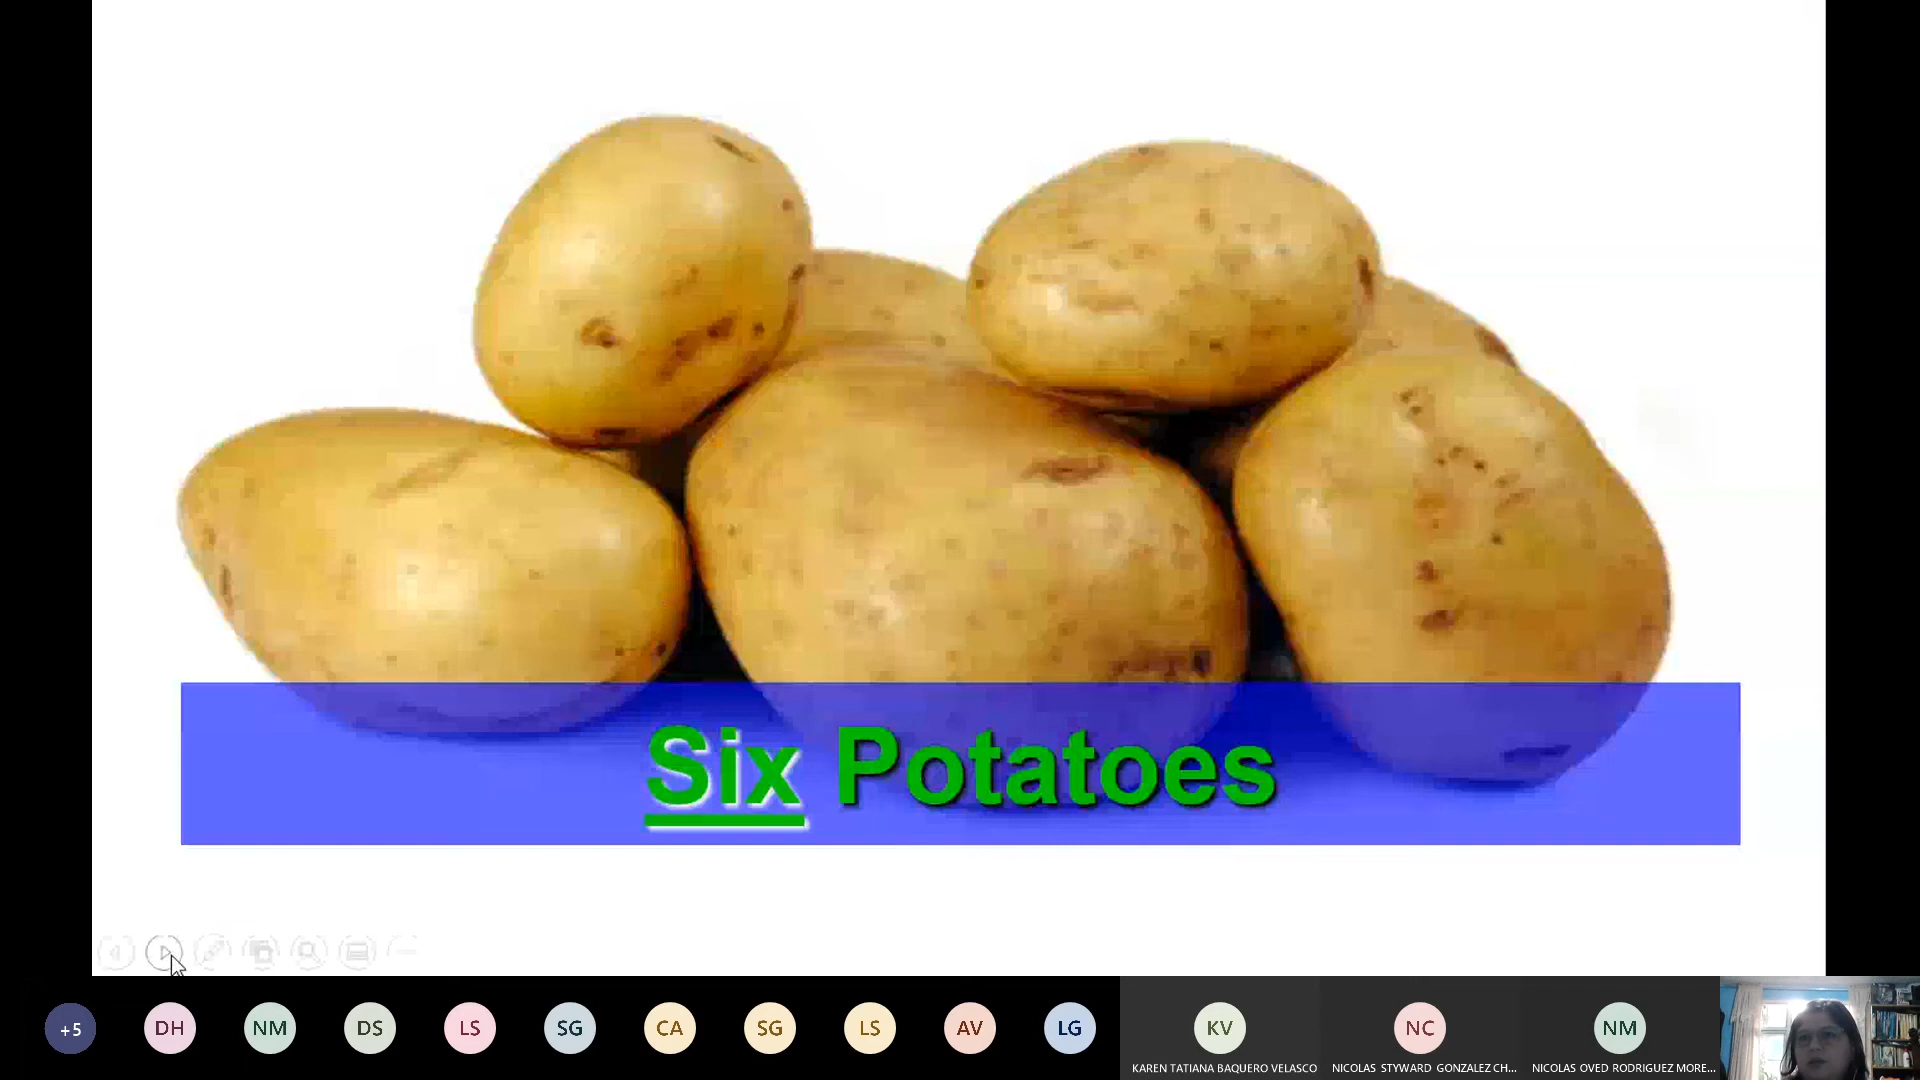 Six Potatoes
+5
DH
NM
DS
LS
SG
CA
SG
LS
AV
LG
KV
NC
NM
KAREN TATIANA BAQUERO VELASCO
NICOLAS STYWARD GONZALEZ CH...
NICOLAS OVED RODRIGUEZ MORE...